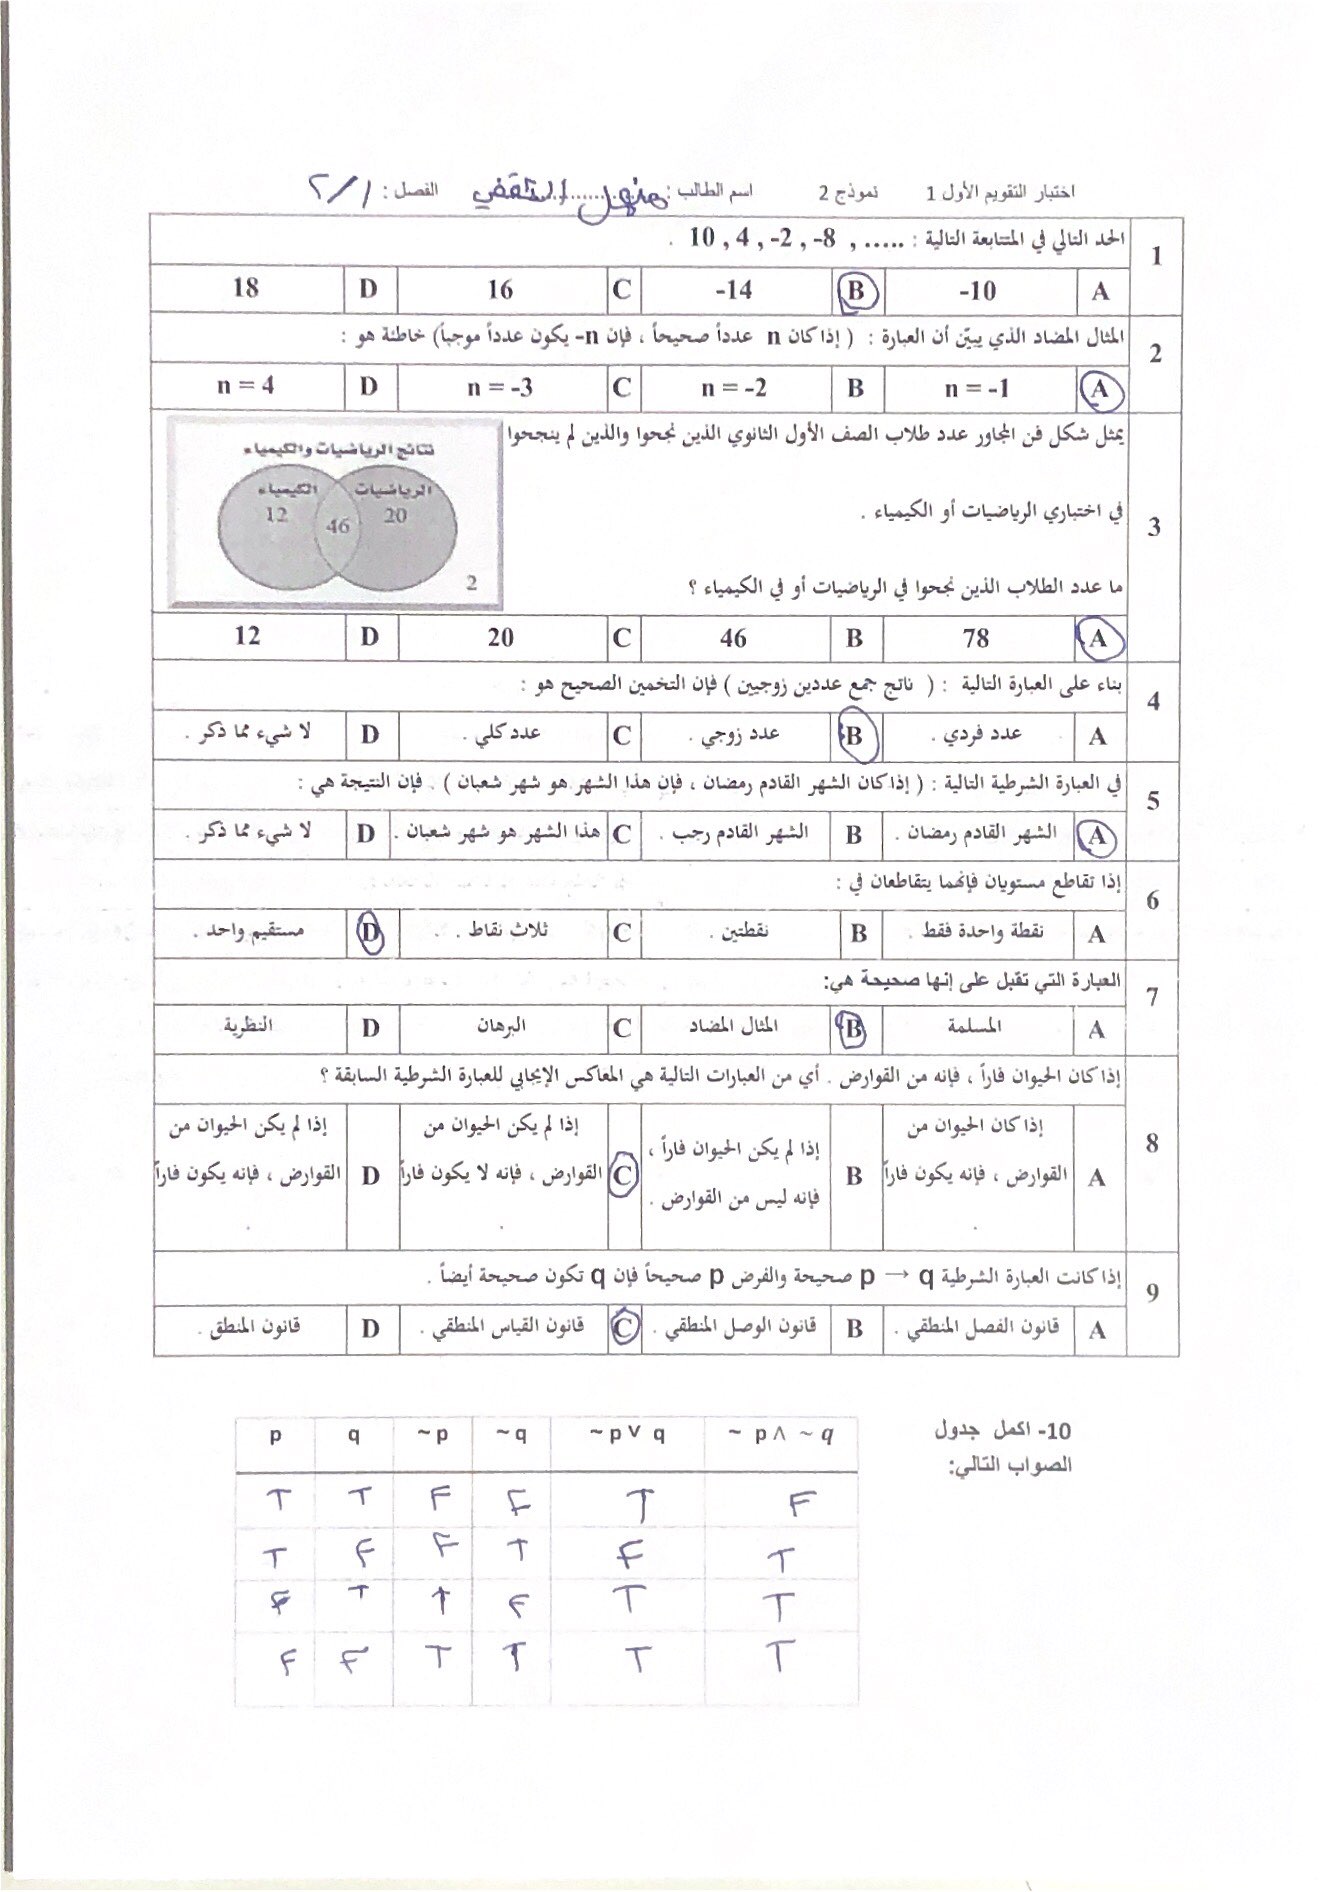 اختبار التقويم الأول 1 نموذج 2 اسم الطالب : منهل الثقفي الفصل : ٢/١
1 الحد التالي في المتتابعة التالية : 10 , 4 , -2 , -8 , ..... .
A -10 B -14 C 16 D 18
2 المثال المضاد الذي يبيّن أن العبارة : ( إذا كان n عدداً صحيحاً ، فإن n- يكون عدداً موجباً) خاطئة هو :
A n = -1 B n = -2 C n = -3 D n = 4
3 يمثل شكل فن المجاور عدد طلاب الصف الأول الثانوي الذين نجحوا والذين لم ينجحوا
في اختباري الرياضيات أو الكيمياء .
ما عدد الطلاب الذين نجحوا في الرياضيات أو في الكيمياء ؟
نتائج الرياضيات والكيمياء
الرياضيات الكيمياء
20 46 12
2
A 78 B 46 C 20 D 12
4 بناء على العبارة التالية : ( ناتج جمع عددين زوجيين ) فإن التخمين الصحيح هو :
A عدد فردي . B عدد زوجي . C عدد كلي . D لا شيء مما ذكر .
5 في العبارة الشرطية التالية : ( إذا كان الشهر القادم رمضان ، فإن هذا الشهر هو شهر شعبان ) . فإن النتيجة هي :
A الشهر القادم رمضان . B الشهر القادم رجب . C هذا الشهر هو شهر شعبان . D لا شيء مما ذكر .
6 إذا تقاطع مستويان فإنهما يتقاطعان في :
A نقطة واحدة فقط . B نقطتين . C ثلاث نقاط . D مستقيم واحد .
7 العبارة التي تقبل على إنها صحيحة هي:
A المسلمة B المثال المضاد C البرهان D النظرية
8 إذا كان الحيوان فاراً ، فإنه من القوارض . أي من العبارات التالية هي المعاكس الإيجابي للعبارة الشرطية السابقة ؟
A إذا كان الحيوان من القوارض ، فإنه يكون فاراً . B إذا لم يكن الحيوان فاراً ، فإنه ليس من القوارض . C إذا لم يكن الحيوان من القوارض ، فإنه لا يكون فاراً . D إذا لم يكن الحيوان من القوارض ، فإنه يكون فاراً .
9 إذا كانت العبارة الشرطية p → q صحيحة والفرض p صحيحاً فإن q تكون صحيحة أيضاً .
A قانون الفصل المنطقي . B قانون الوصل المنطقي . C قانون القياس المنطقي . D قانون المنطق .
10- اكمل جدول
الصواب التالي:
p q ~p ~q ~p ∨ q ~ p ∧ ~ q
T T F F T F
T F F T F T
F T T F T T
F F T T T T